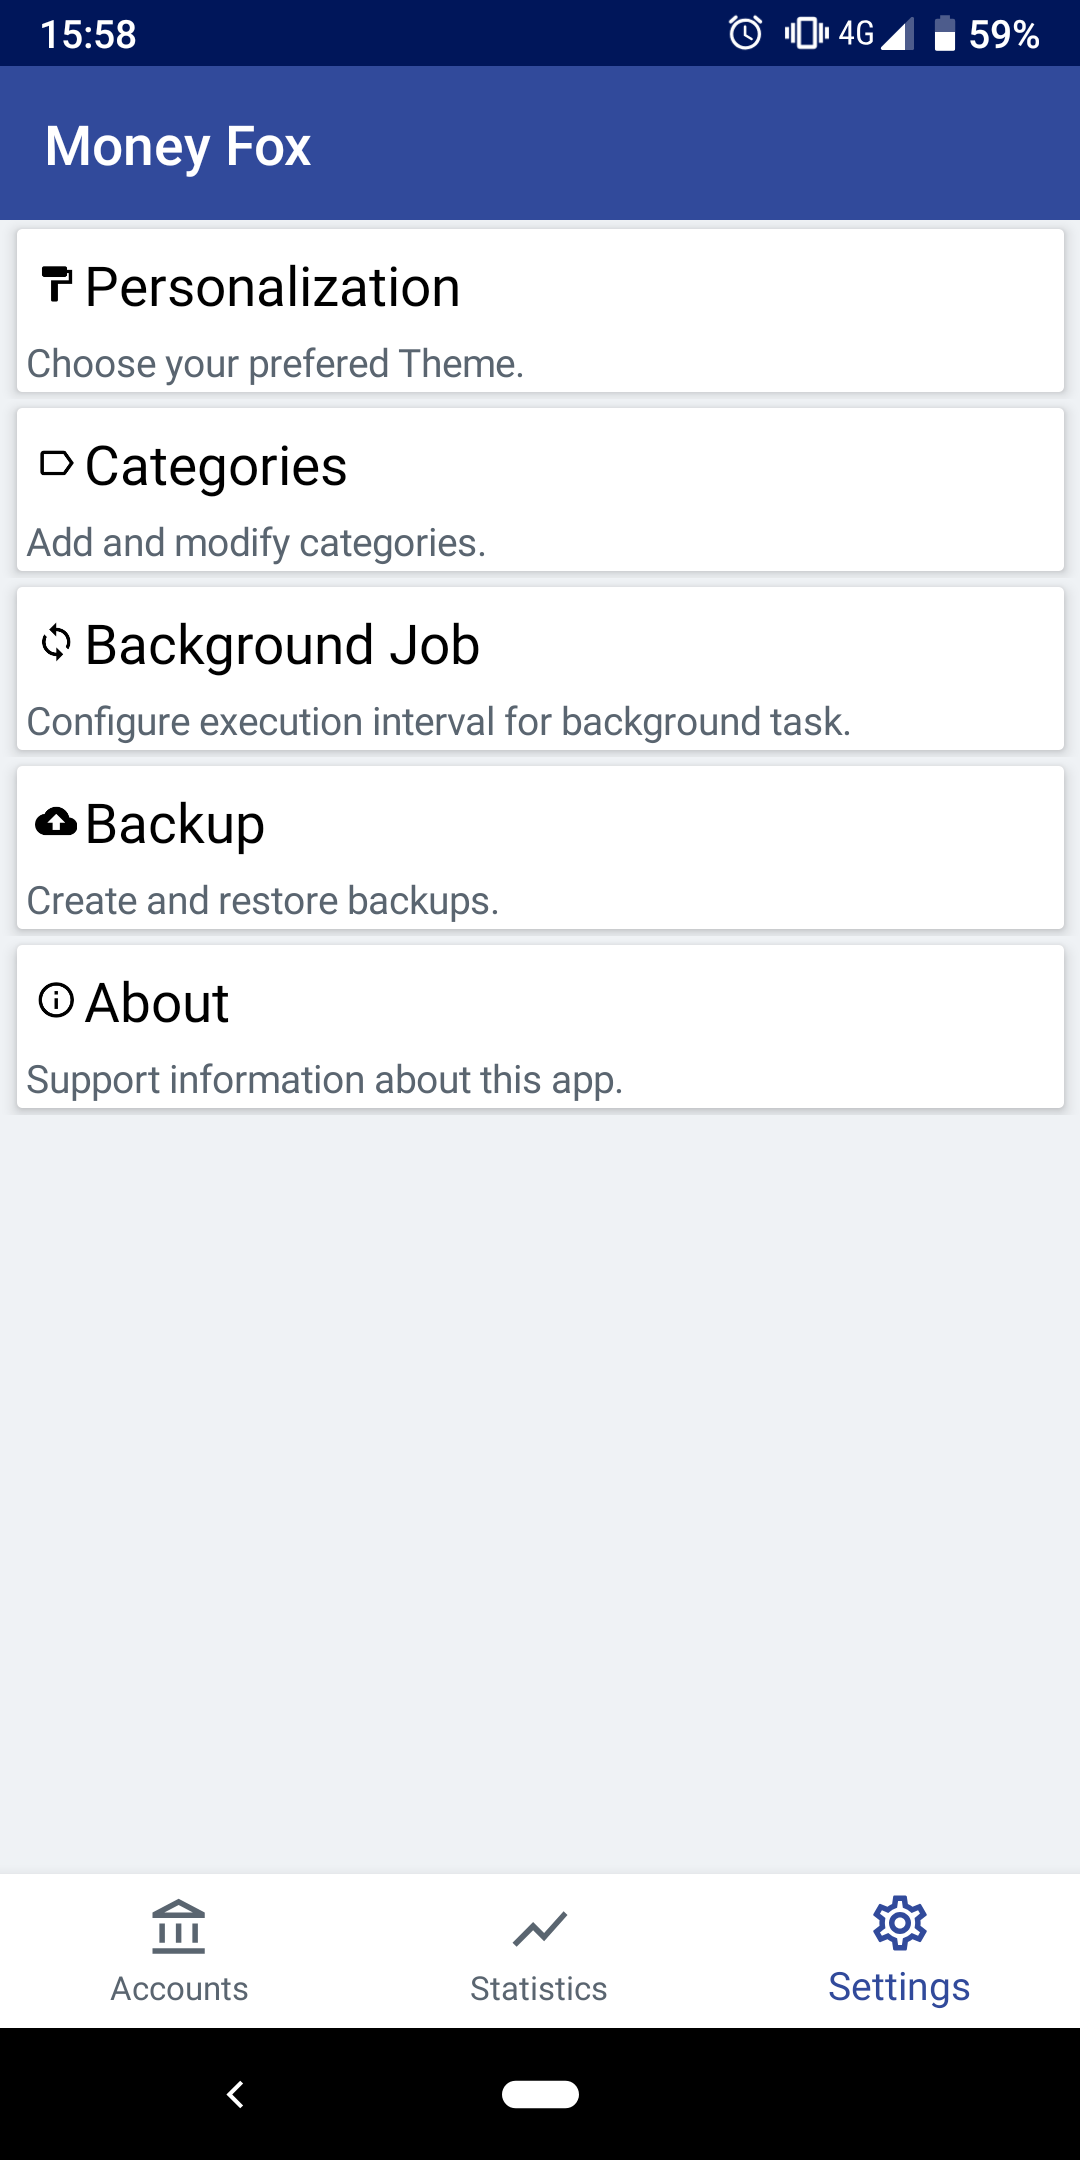 15:58 4G 59%
Money Fox
Personalization
Choose your prefered Theme.
Categories
Add and modify categories.
Background Job
Configure execution interval for background task.
Backup
Create and restore backups.
About
Support information about this app.
Accounts Statistics Settings